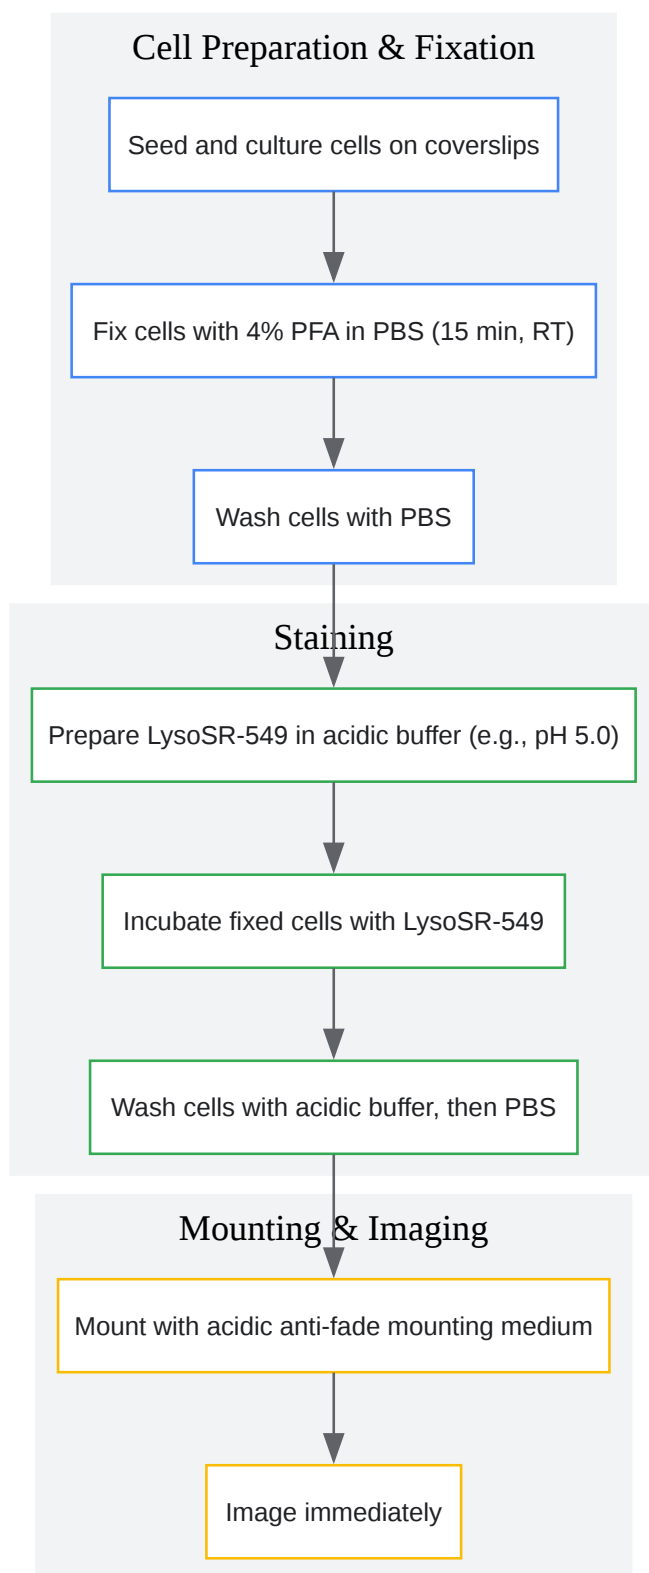 Cell Preparation & Fixation
Seed and culture cells on coverslips
Fix cells with 4% PFA in PBS (15 min, RT)
Wash cells with PBS
Staining
Prepare LysoSR-549 in acidic buffer (e.g., pH 5.0)
Incubate fixed cells with LysoSR-549
Wash cells with acidic buffer, then PBS
Mounting & Imaging
Mount with acidic anti-fade mounting medium
Image immediately